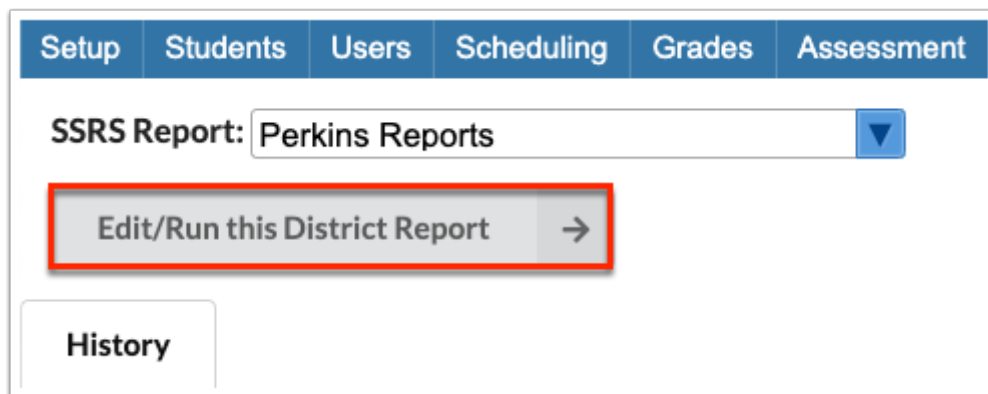 Setup Students Users Scheduling Grades Assessment
SSRS Report: Perkins Reports
Edit/Run this District Report
History